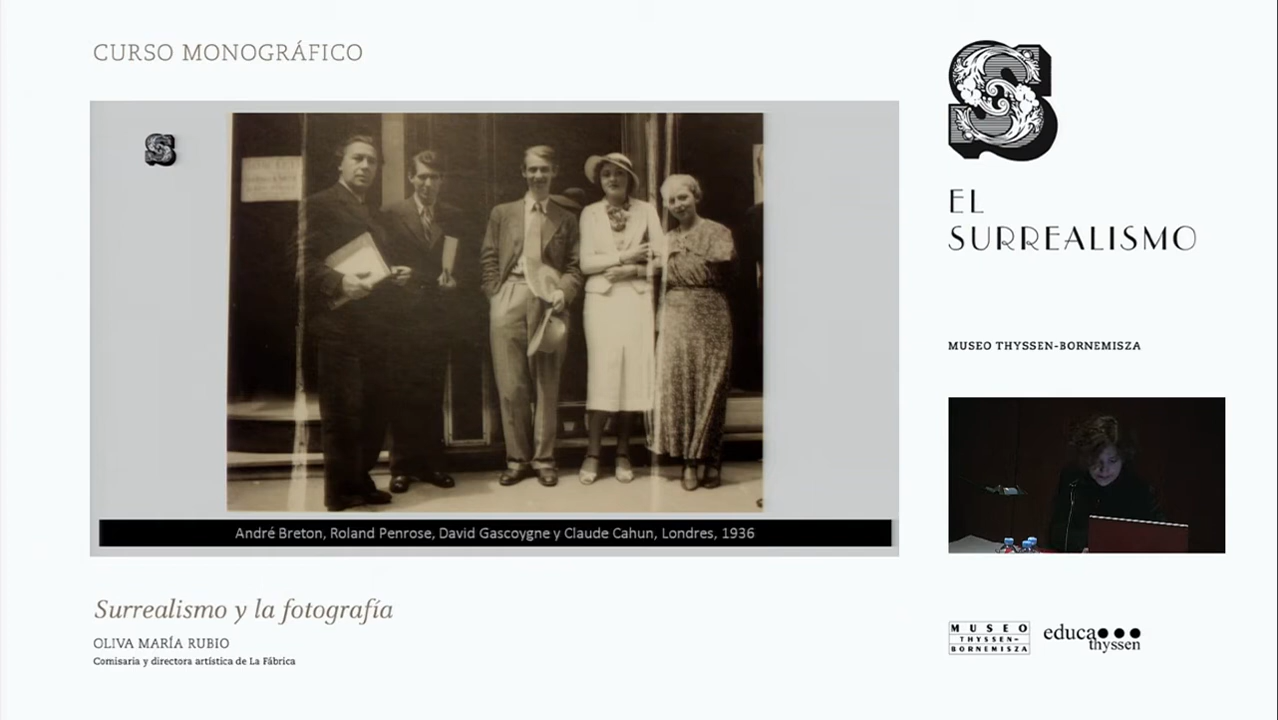 CURSO MONOGRÁFICO
S
S
EL
SURREALISMO
MUSEO THYSSEN-BORNEMISZA
André Breton, Roland Penrose, David Gascoygne y Claude Cahun, Londres, 1936
Surrealismo y la fotografía
OLIVA MARÍA RUBIO
Comisaria y directora artística de La Fábrica
MUSEO
THYSSEN-
BORNEMISZA
educa
thyssen